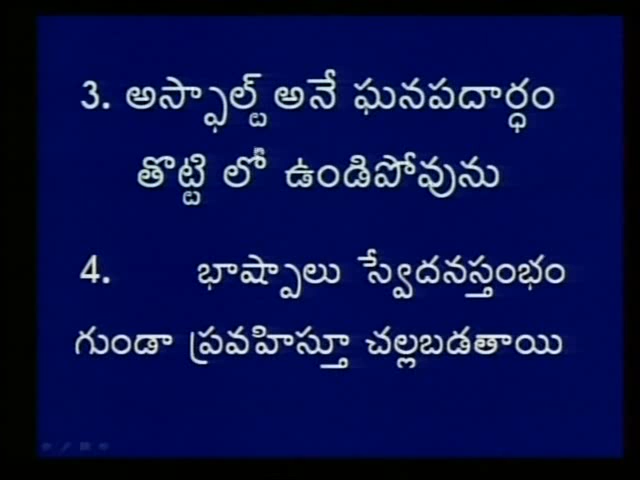 3. అస్ఫాల్ట్ అనే ఘనపదార్ధం
తొట్టి లో ఉండిపోవును
4. భాష్పాలు స్వేదనస్తంభం
గుండా ప్రవహిస్తూ చల్లబడతాయి